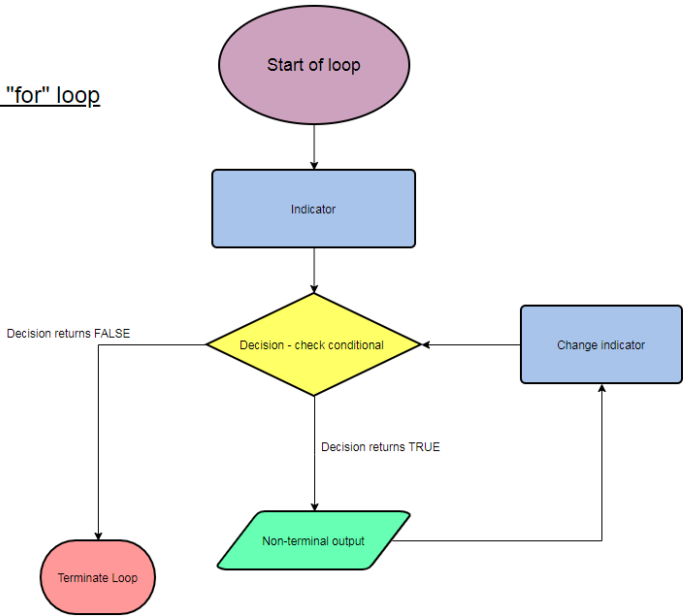 Start of loop
"for" loop
Indicator
Decision returns FALSE
Decision - check conditional
Change indicator
Decision returns TRUE
Non-terminal output
Terminate Loop